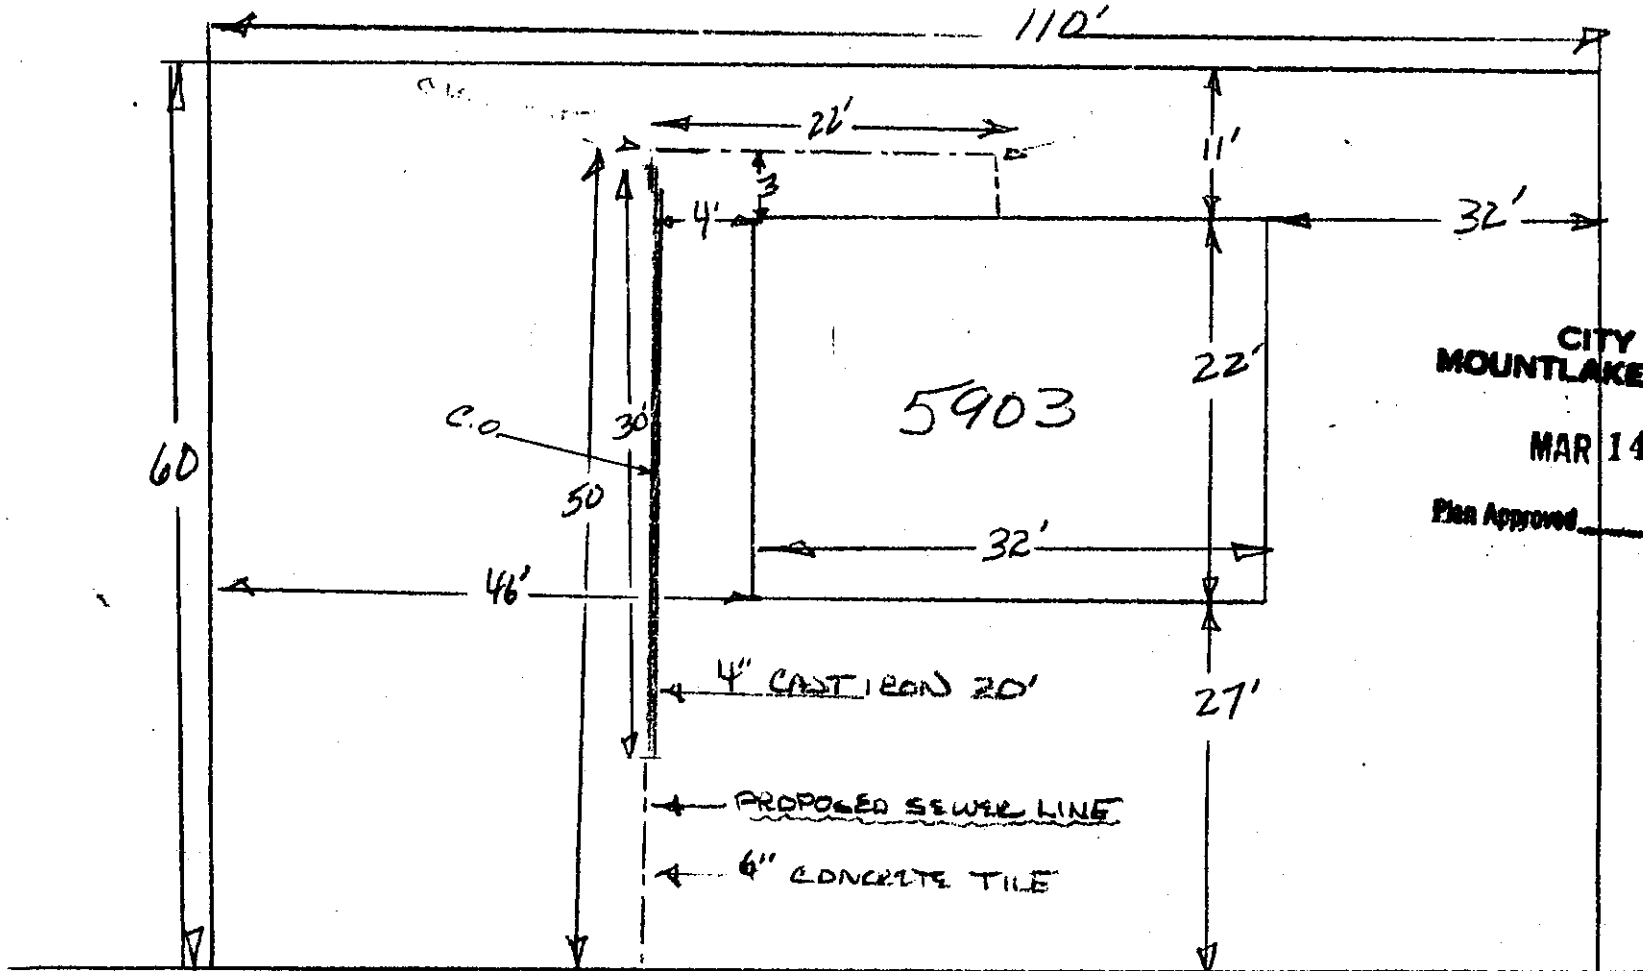 110'
22'
11'
3
4'
32'
CITY
MOUNTLAKE
22'
5903
C.O.
30'
MAR 14
60
50
Plan Approved
32'
46'
4" CAST IRON 20'
27'
PROPOSED SEWER LINE
6" CONCRETE TILE